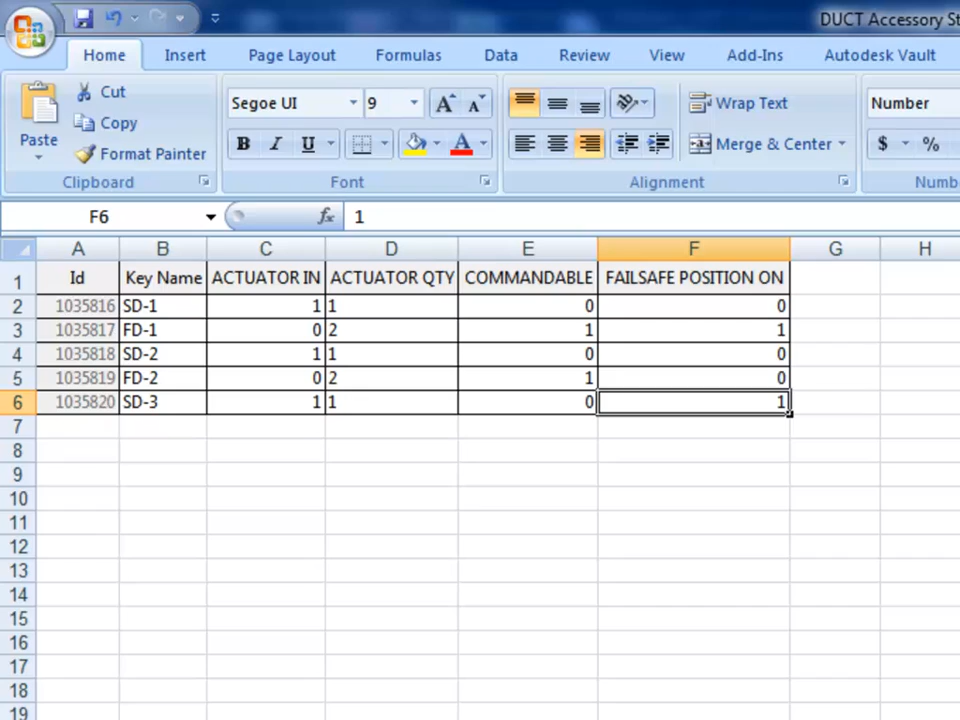 DUCT Accessory St
Home Insert Page Layout Formulas Data Review View Add-Ins Autodesk Vault
Paste
Cut
Copy
Format Painter
Clipboard
Segoe UI 9
B I U
Font
Wrap Text
Merge & Center
Alignment
Number
$ %
Numb
F6 fx 1
A B C D E F G H
1 Id Key Name ACTUATOR IN ACTUATOR QTY COMMANDABLE FAILSAFE POSITION ON
2 1035816 SD-1 1 1 0 0
3 1035817 FD-1 0 2 1 1
4 1035818 SD-2 1 1 0 0
5 1035819 FD-2 0 2 1 0
6 1035820 SD-3 1 1 0 1
7
8
9
10
11
12
13
14
15
16
17
18
19